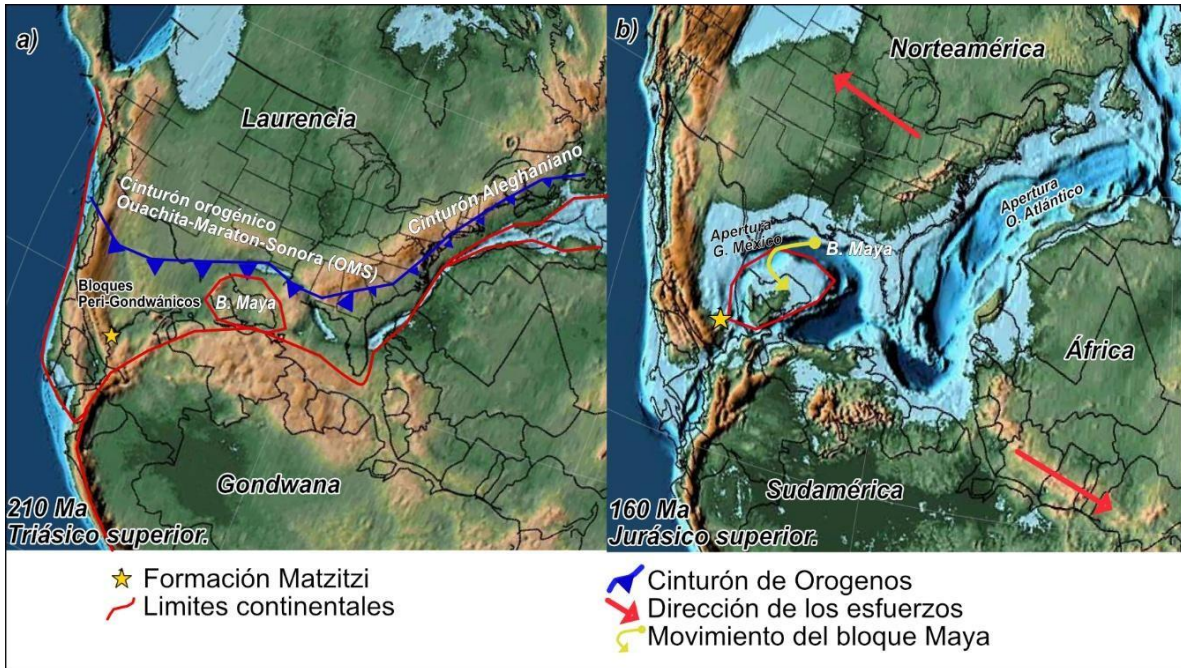 a)
Laurencia
Cinturón orogénico
Ouachita-Maraton-Sonora (OMS)
Cinturón Aleghaniano
Bloques
Peri-Gondwánicos
B. Maya
Gondwana
210 Ma
Triásico superior.
b)
Norteamérica
Apertura
G. México
B. Maya
Apertura
O. Atlántico
África
Sudamérica
160 Ma
Jurásico superior.
Formación Matzitzi
Limites continentales
Cinturón de Orogenos
Dirección de los esfuerzos
Movimiento del bloque Maya